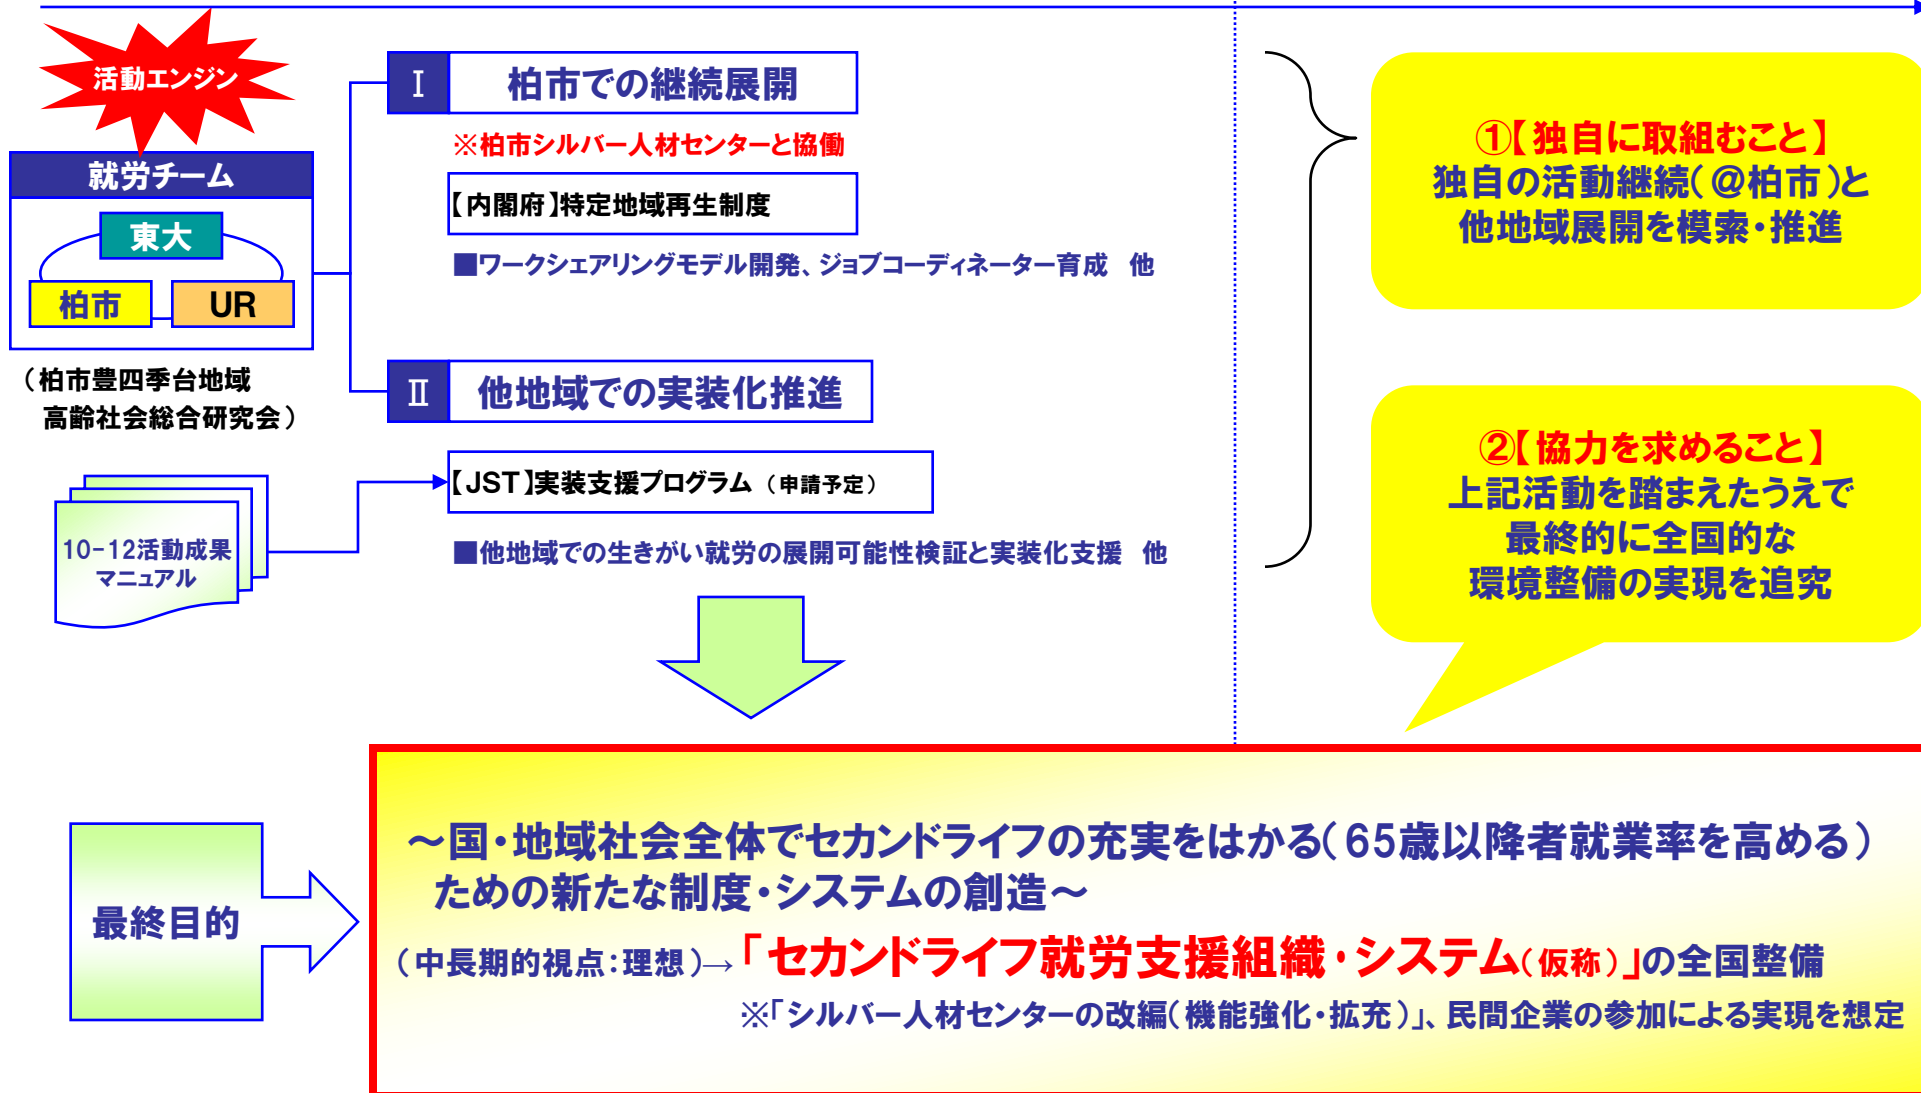 活動エンジン
就労チーム
東大
柏市
UR
（柏市豊四季台地域
高齢社会総合研究会）
10-12活動成果
マニュアル
Ⅰ 柏市での継続展開
※柏市シルバー人材センターと協働
【内閣府】特定地域再生制度
■ワークシェアリングモデル開発、ジョブコーディネーター育成　他
Ⅱ 他地域での実装化推進
【JST】実装支援プログラム（申請予定）
■他地域での生きがい就労の展開可能性検証と実装化支援　他
①【独自に取組むこと】
独自の活動継続（＠柏市）と
他地域展開を模索・推進
②【協力を求めること】
上記活動を踏まえたうえで
最終的に全国的な
環境整備の実現を追究
最終目的
～国・地域社会全体でセカンドライフの充実をはかる（65歳以降者就業率を高める）
ための新たな制度・システムの創造～
（中長期的視点：理想）→「セカンドライフ就労支援組織・システム（仮称）」の全国整備
※「シルバー人材センターの改編（機能強化・拡充）」、民間企業の参加による実現を想定